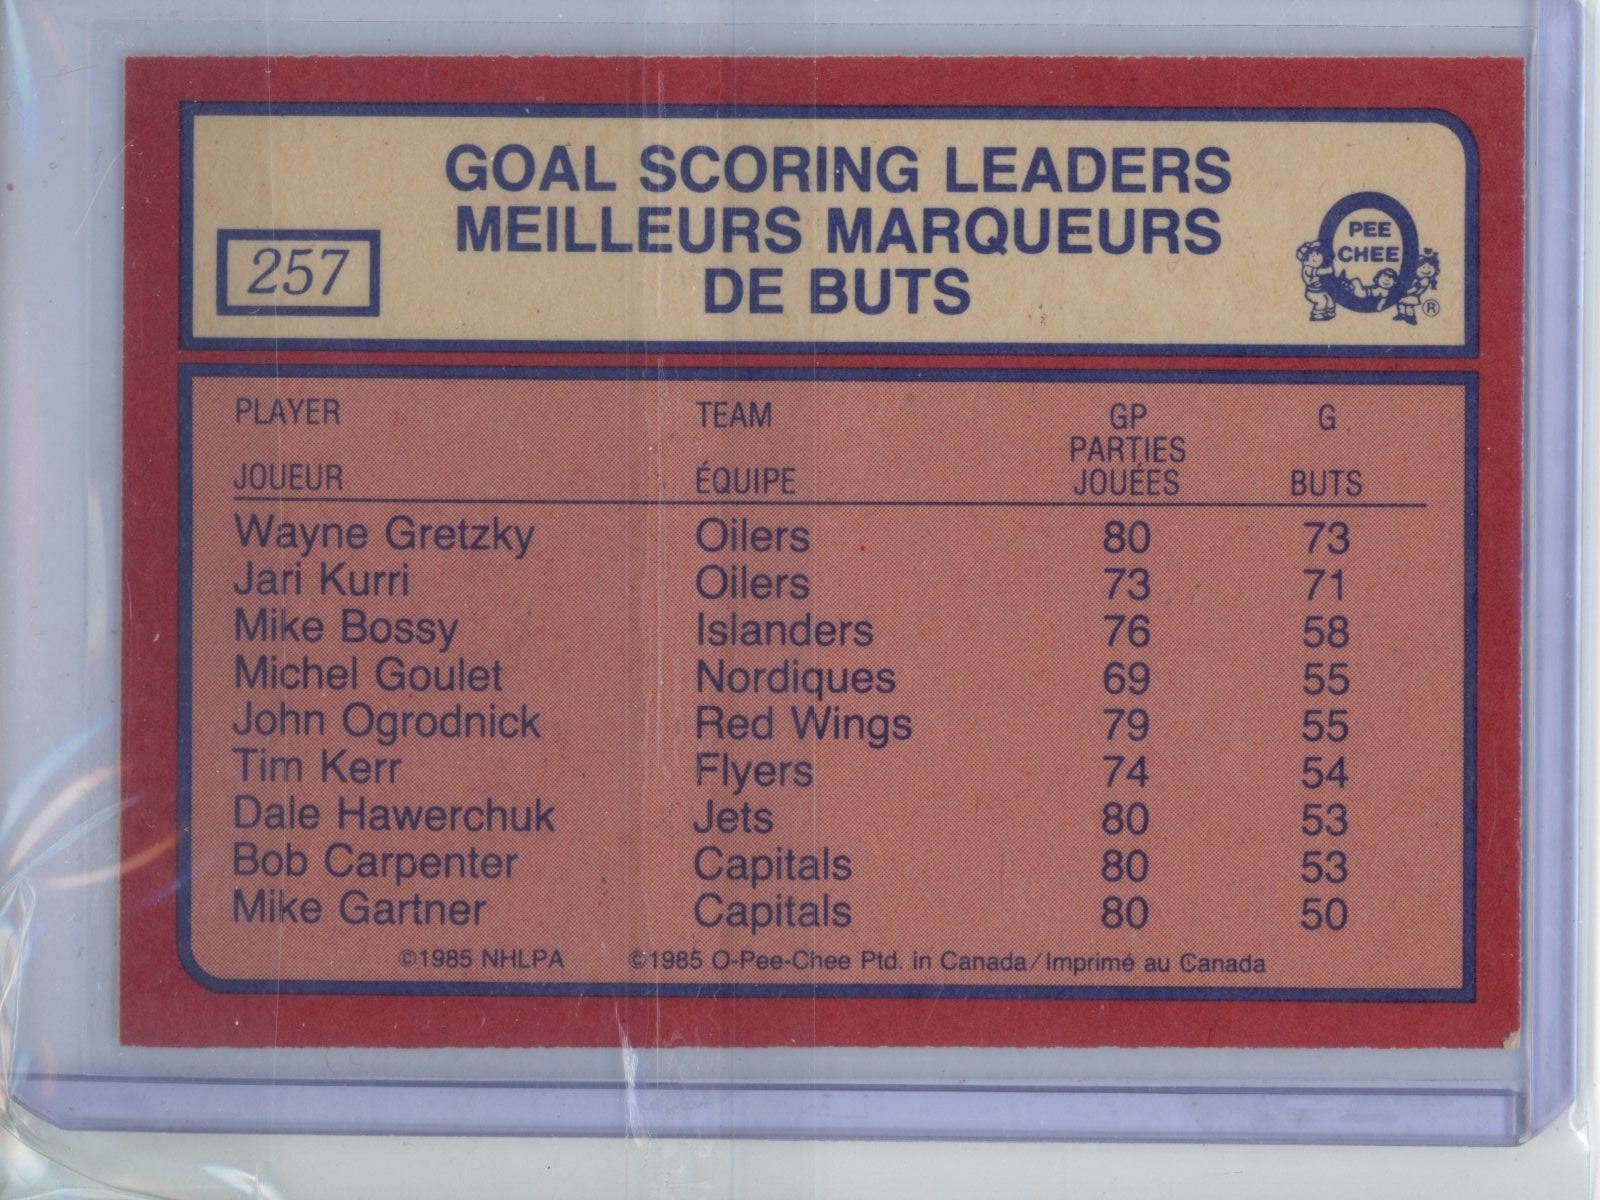 GOAL SCORING LEADERS
MEILLEURS MARQUEURS
DE BUTS
257
PEE
CHEE
®
PLAYER TEAM GP G
PARTIES
JOUEUR ÉQUIPE JOUÉES BUTS
Wayne Gretzky Oilers 80 73
Jari Kurri Oilers 73 71
Mike Bossy Islanders 76 58
Michel Goulet Nordiques 69 55
John Ogrodnick Red Wings 79 55
Tim Kerr Flyers 74 54
Dale Hawerchuk Jets 80 53
Bob Carpenter Capitals 80 53
Mike Gartner Capitals 80 50
©1985 NHLPA ©1985 O-Pee-Chee Ptd. in Canada/Imprimé au Canada